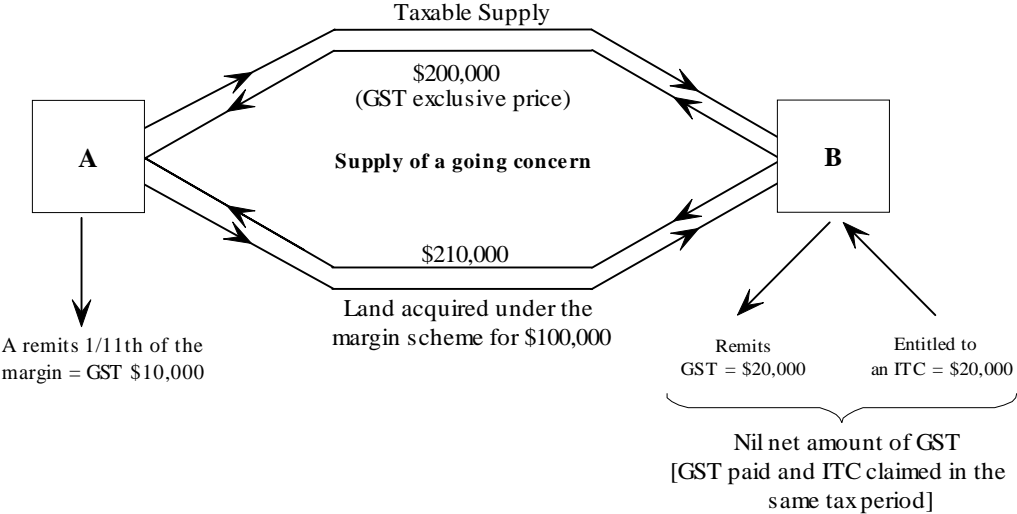 Taxable Supply
$200,000
(GST exclusive price)
A
Supply of a going concern
B
$210,000
Land acquired under the
margin scheme for $100,000
A remits 1/11th of the
margin = GST $10,000
Remits
GST = $20,000
Entitled to
an ITC = $20,000
Nil net amount of GST
[GST paid and ITC claimed in the
same tax period]